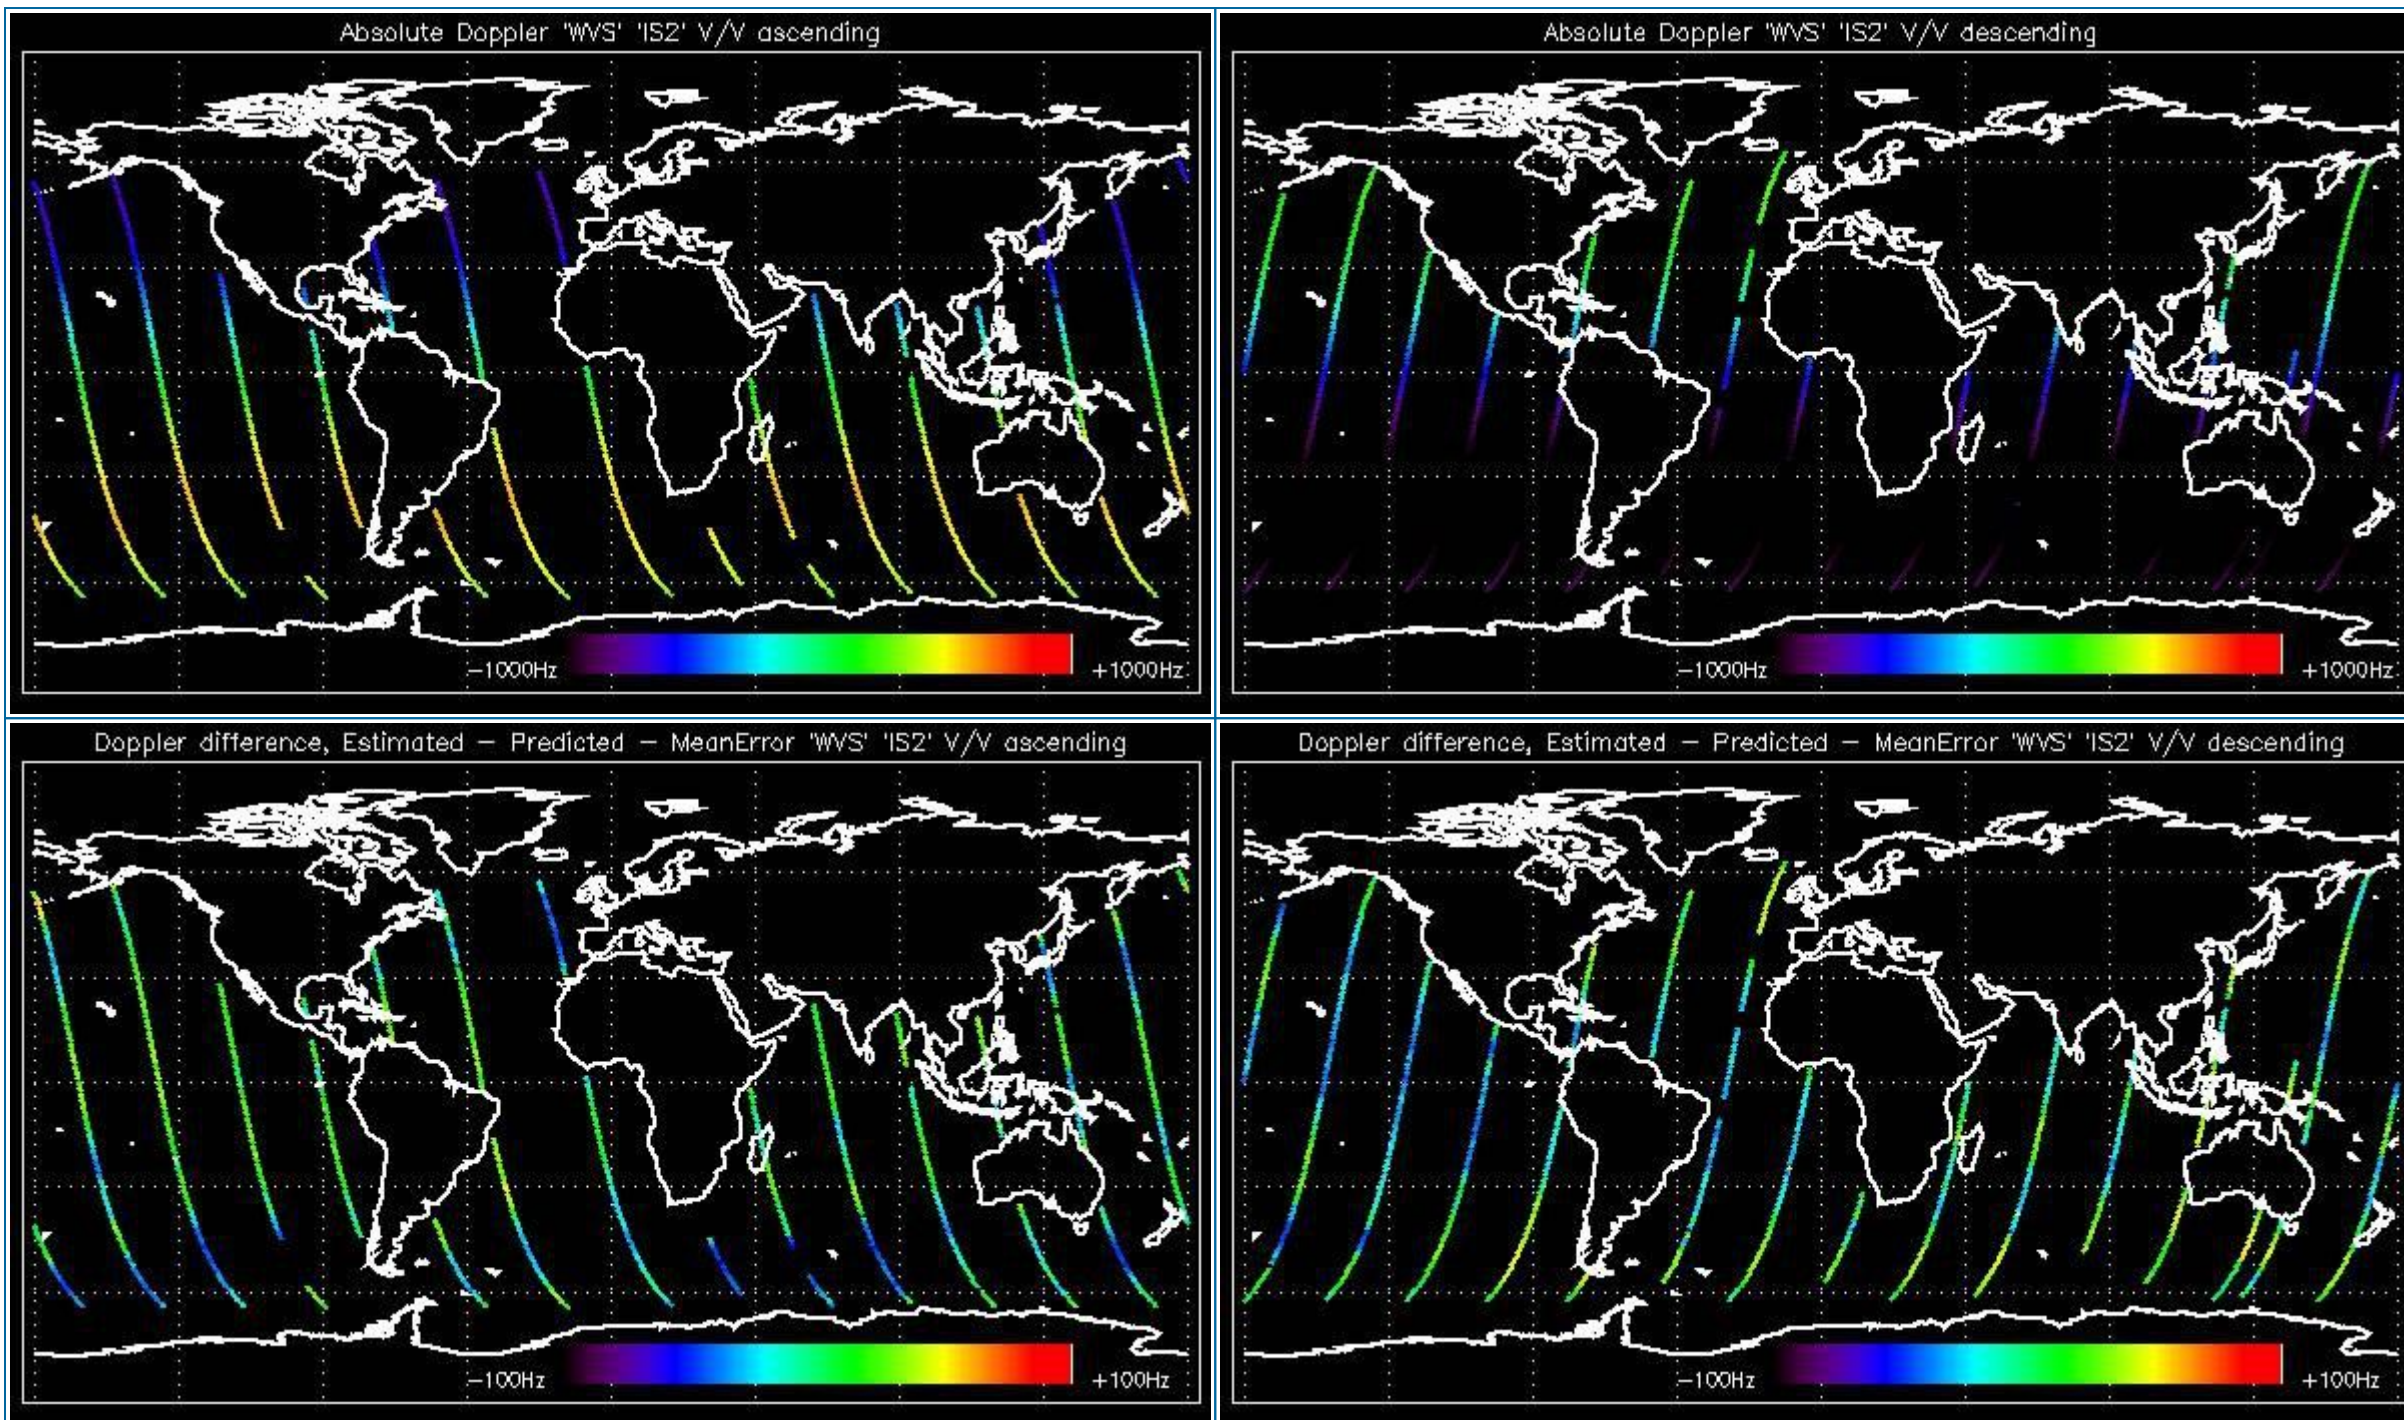 Absolute Doppler 'WVS' 'IS2' V/V ascending
-1000Hz
+1000Hz
Absolute Doppler 'WVS' 'IS2' V/V descending
-1000Hz
+1000Hz
Doppler difference, Estimated - Predicted - MeanError 'WVS' 'IS2' V/V ascending
-100Hz
+100Hz
Doppler difference, Estimated - Predicted - MeanError 'WVS' 'IS2' V/V descending
-100Hz
+100Hz